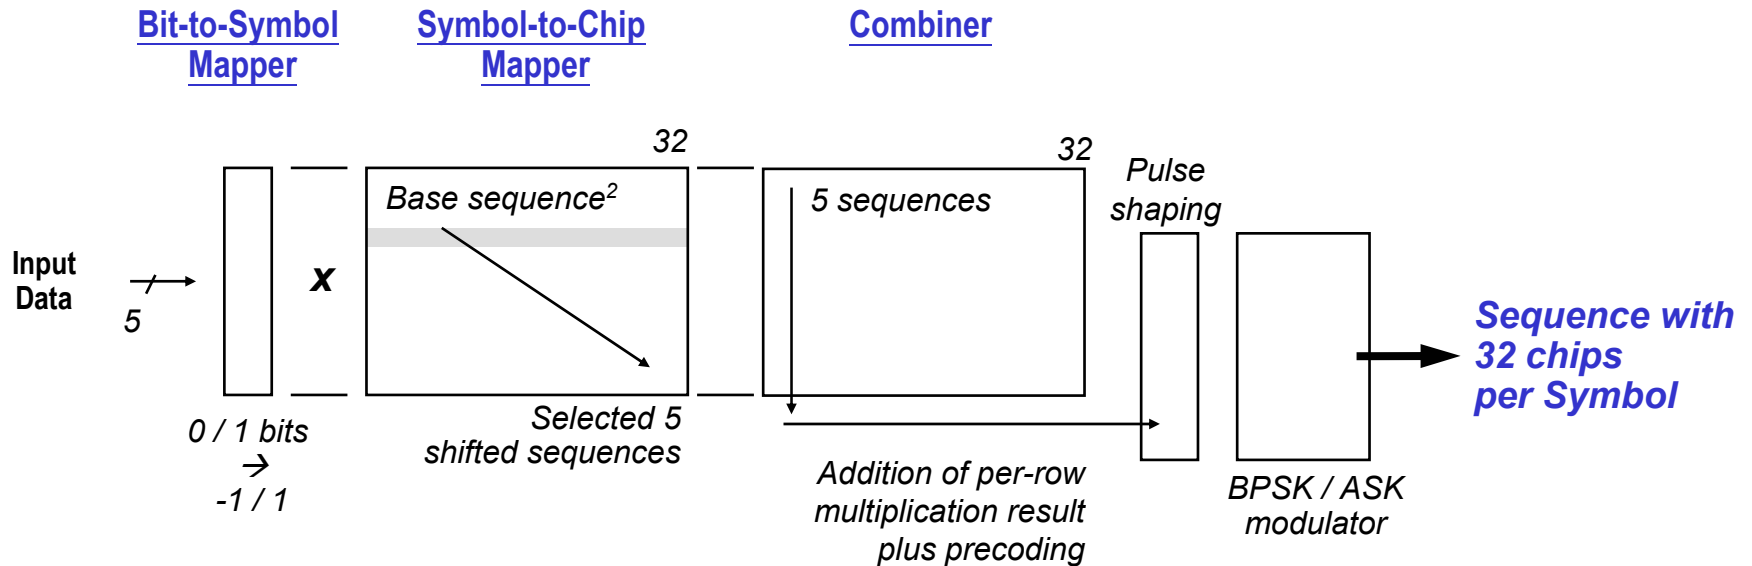 Bit-to-Symbol
Mapper
Symbol-to-Chip
Mapper
Combiner
32
32
Base sequence²
5 sequences
Pulse
shaping
Input
Data
5
x
Sequence with
32 chips
per Symbol
0 / 1 bits
→
-1 / 1
Selected 5
shifted sequences
Addition of per-row
multiplication result
plus precoding
BPSK / ASK
modulator